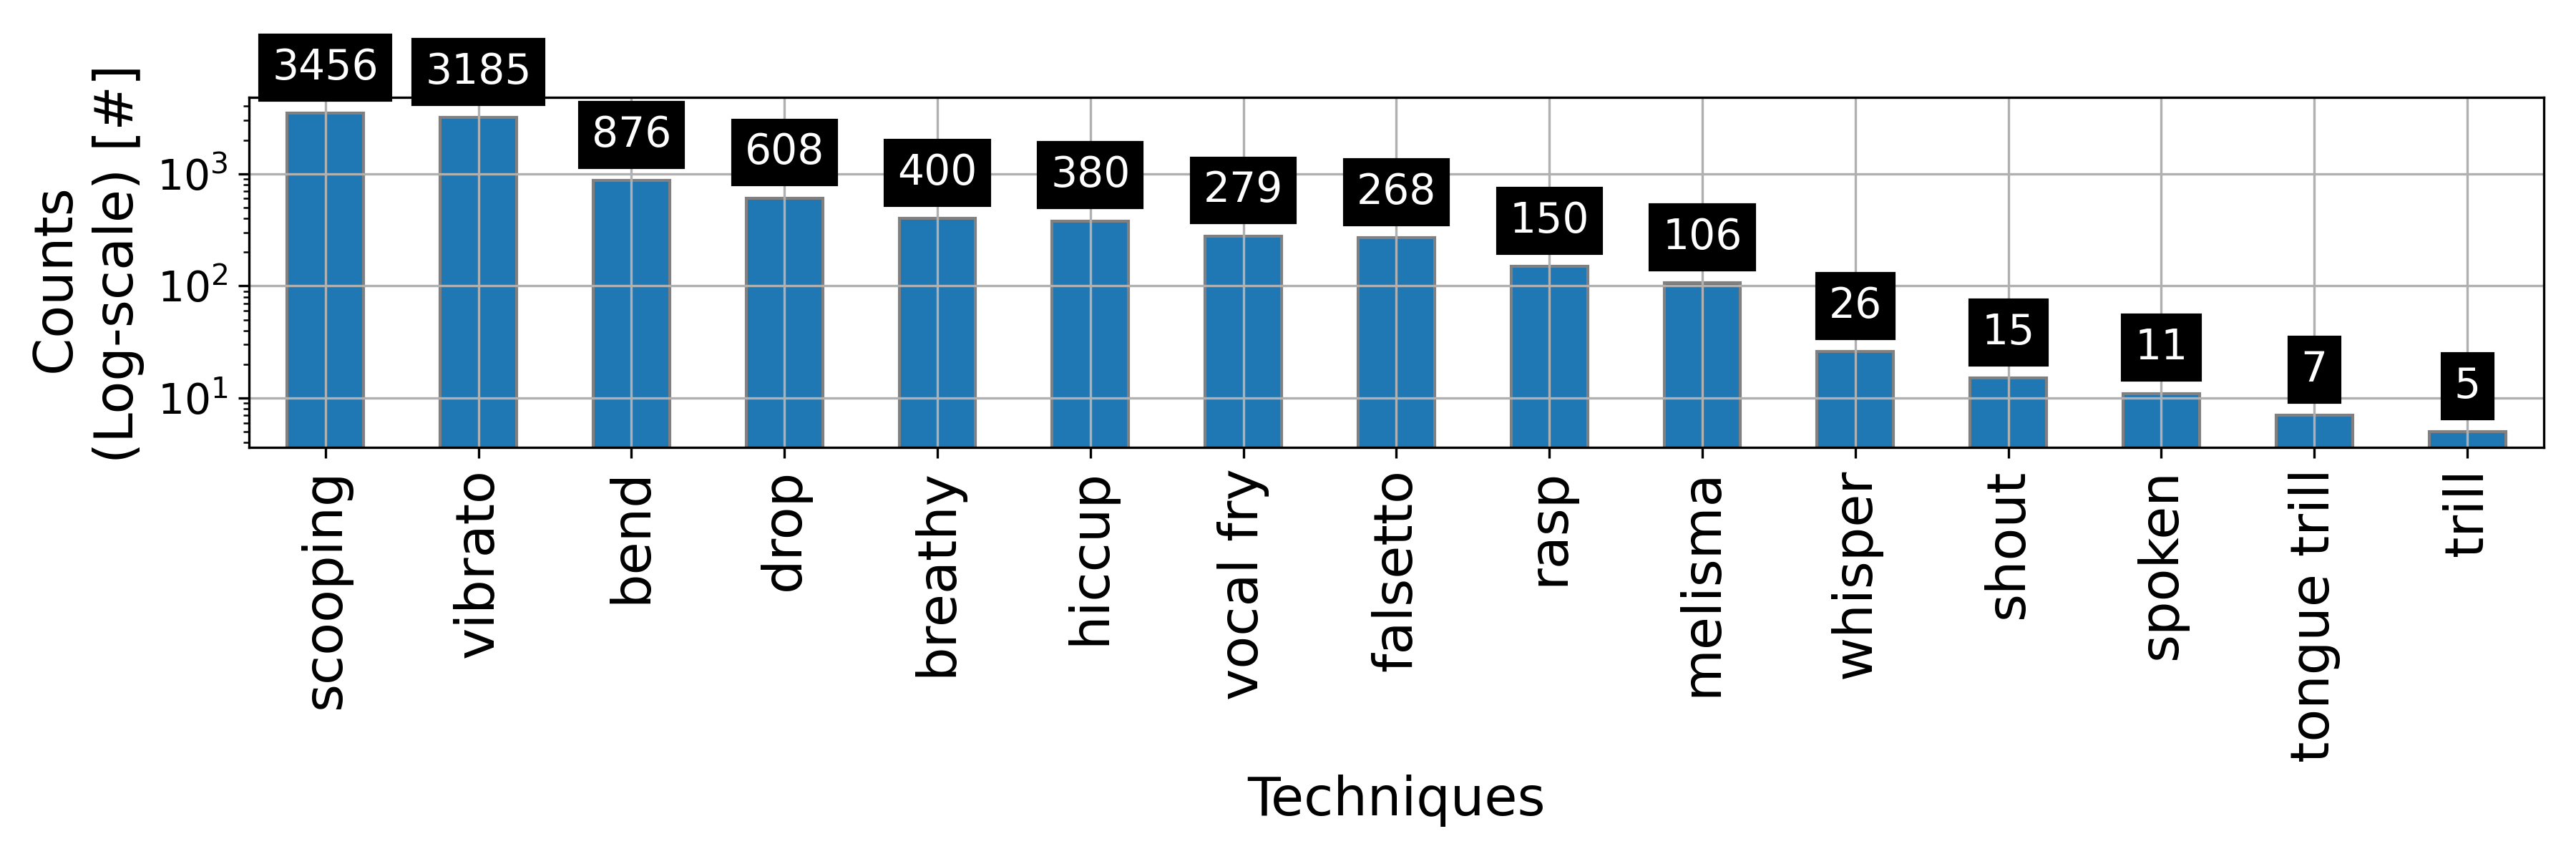 Counts
(Log-scale) [#]
10³
10²
10¹
3456
3185
876
608
400
380
279
268
150
106
26
15
11
7
5
scooping
vibrato
bend
drop
breathy
hiccup
vocal fry
falsetto
rasp
melisma
whisper
shout
spoken
tongue trill
trill
Techniques